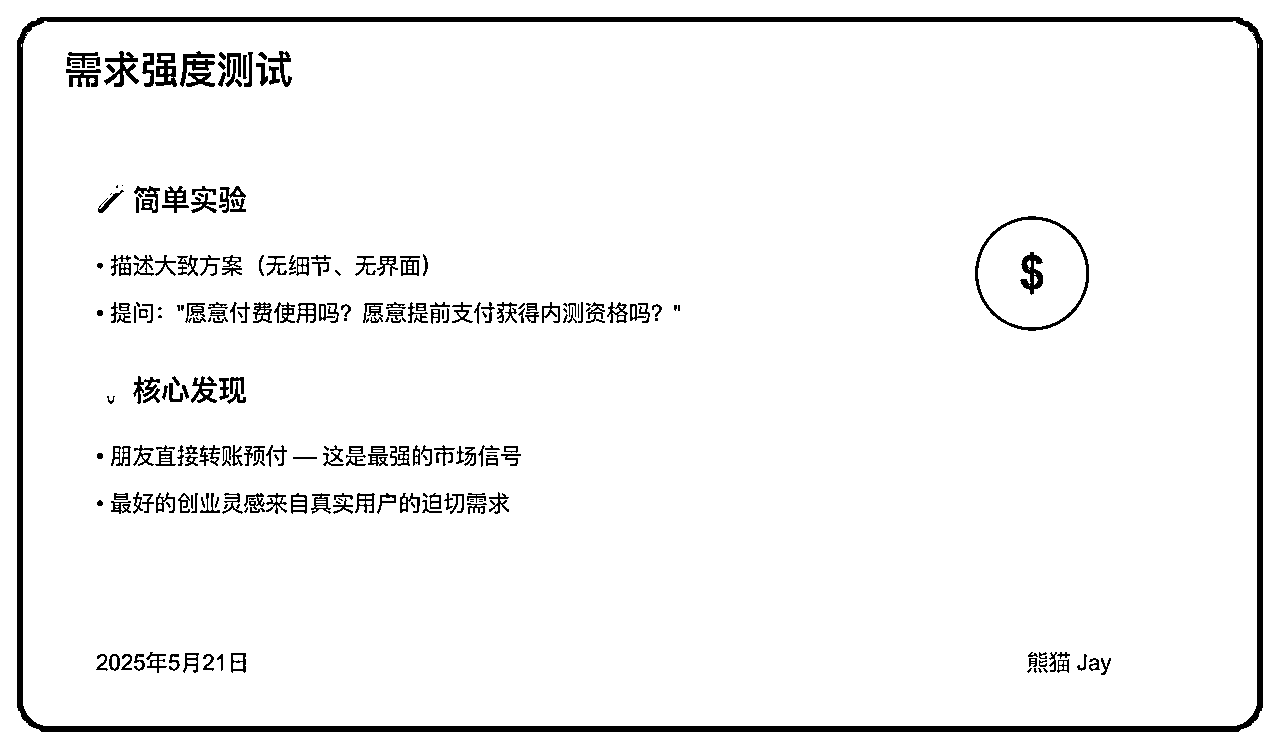 需求强度测试
简单实验
• 描述大致方案（无细节、无界面）
• 提问："愿意付费使用吗？愿意提前支付获得内测资格吗？"
$
核心发现
• 朋友直接转账预付 — 这是最强的市场信号
• 最好的创业灵感来自真实用户的迫切需求
2025年5月21日
熊猫 Jay